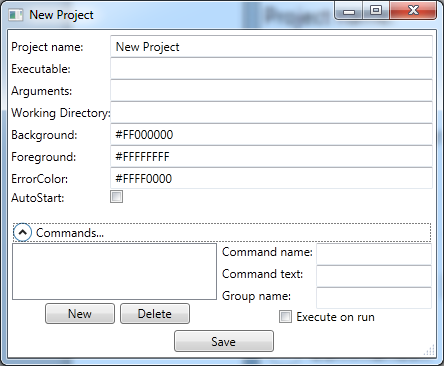 New Project
Project name: New Project
Executable:
Arguments:
Working Directory:
Background: #FF000000
Foreground: #FFFFFFFF
ErrorColor: #FFFF0000
AutoStart:
Commands...
Command name:
Command text:
Group name:
New Delete
Execute on run
Save